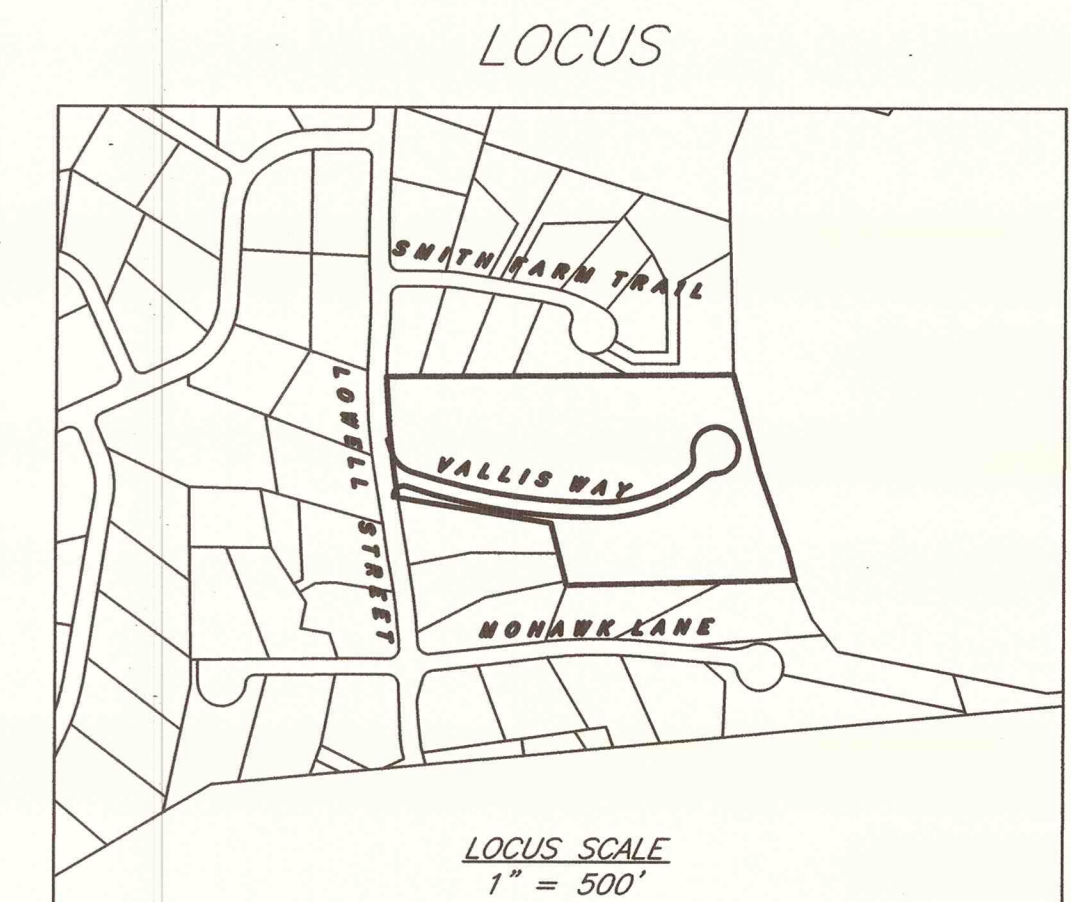 LOCUS
SMITH FARM TRAIL
LOWELL STREET
VALLIS WAY
MOHAWK LANE
LOCUS SCALE
1" = 500'